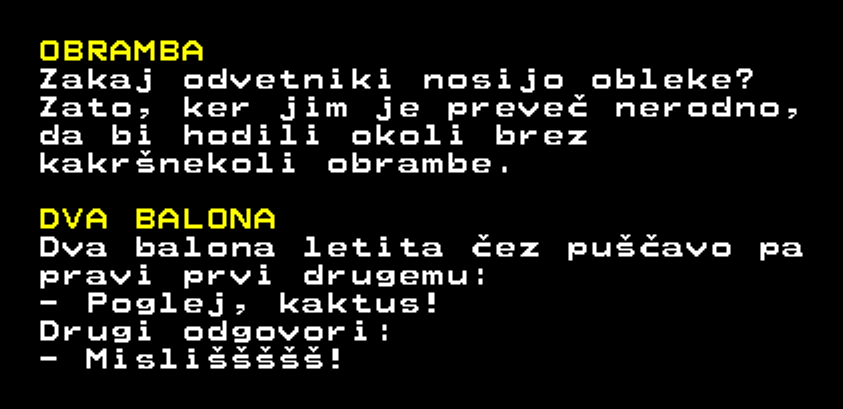 OBRAMBA
Zakaj odvetniki nosijo obleke?
Zato, ker jim je preveč nerodno,
da bi hodili okoli brez
kakršnekoli obrambe.
DVA BALONA
Dva balona letita čez puščavo pa
pravi prvi drugemu:
- Poglej, kaktus!
Drugi odgovori:
- Mislišššš!